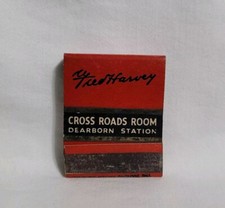 Fred Harvey
CROSS ROADS ROOM
DEARBORN STATION